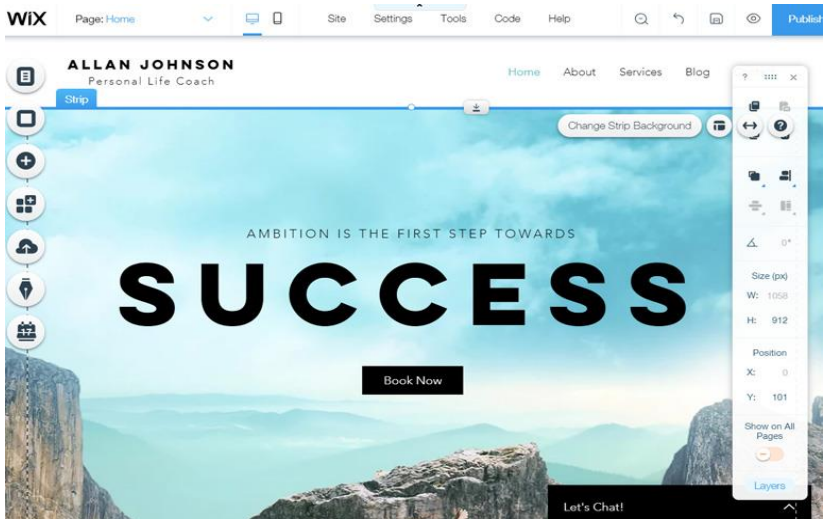 WiX
Page: Home
Site Settings Tools Code Help
Publish
ALLAN JOHNSON
Personal Life Coach
Home About Services Blog
? ×
Strip
Change Strip Background
?
AMBITION IS THE FIRST STEP TOWARDS
SUCCESS
Book Now
0°
Size (px)
W: 1058
H: 912
Position
X: 0
Y: 101
Show on All
Pages
Layers
17
Let's Chat!